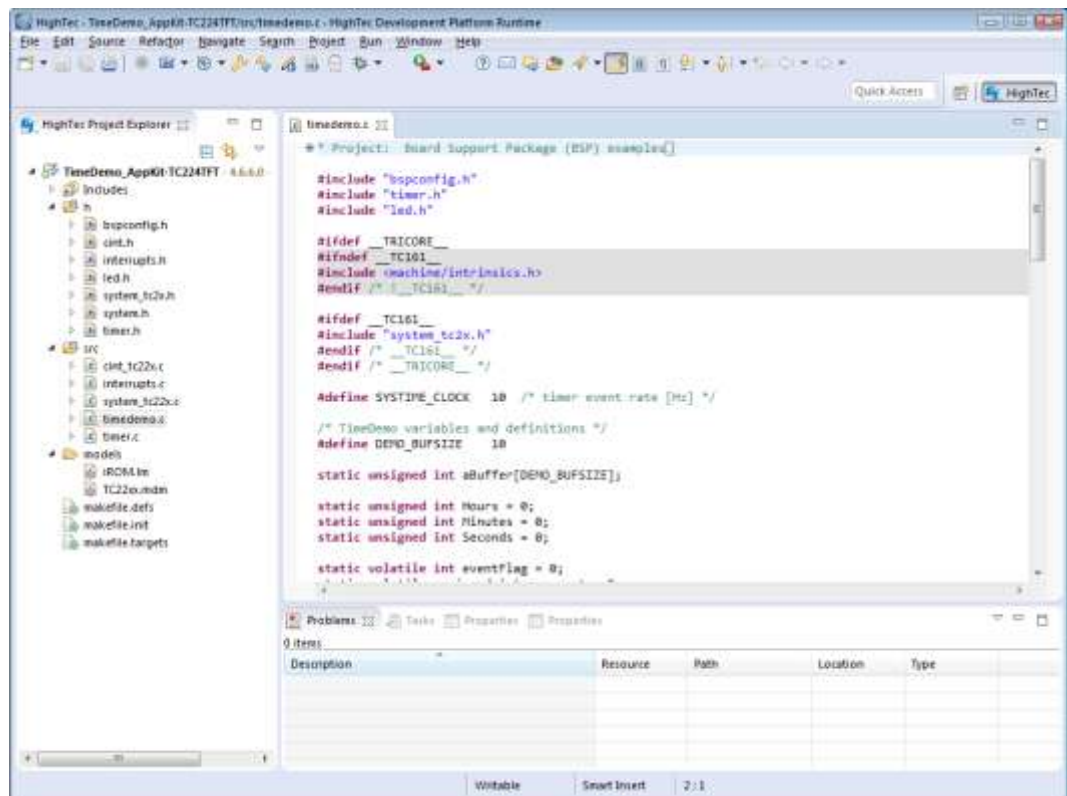 HighTec - TimeDemo_AppKit-TC224TFT/src/timedemo.c - HighTec Development Platform Runtime
File Edit Source Refactor Navigate Search Project Run Window Help
Quick Access
HighTec
HighTec Project Explorer
TimeDemo_AppKit-TC224TFT - 4.6.6.0
Includes
h
bspconfig.h
cint.h
interrupts.h
led.h
system_tc2x.h
system.h
timer.h
src
cint_tc22x.c
interrupts.c
system_tc22x.c
timedemo.c
timer.c
models
iROM.lm
TC22xx.mdm
makefile.defs
makefile.init
makefile.targets
timedemo.c
* Project: Board Support Package (BSP) examples
#include "bspconfig.h"
#include "timer.h"
#include "led.h"
#ifdef __TRICORE__
#ifndef __TC161__
#include <machine/intrinsics.h>
#endif /* !__TC161__ */
#ifdef __TC161__
#include "system_tc2x.h"
#endif /* __TC161__ */
#endif /* __TRICORE__ */
#define SYSTIME_CLOCK 10 /* timer event rate [Hz] */
/* TimeDemo variables and definitions */
#define DEMO_BUFSIZE 10
static unsigned int aBuffer[DEMO_BUFSIZE];
static unsigned int Hours = 0;
static unsigned int Minutes = 0;
static unsigned int Seconds = 0;
static volatile int eventFlag = 0;
Problems Tasks Properties Properties
0 items
Description Resource Path Location Type
Writable Smart Insert 2 : 1